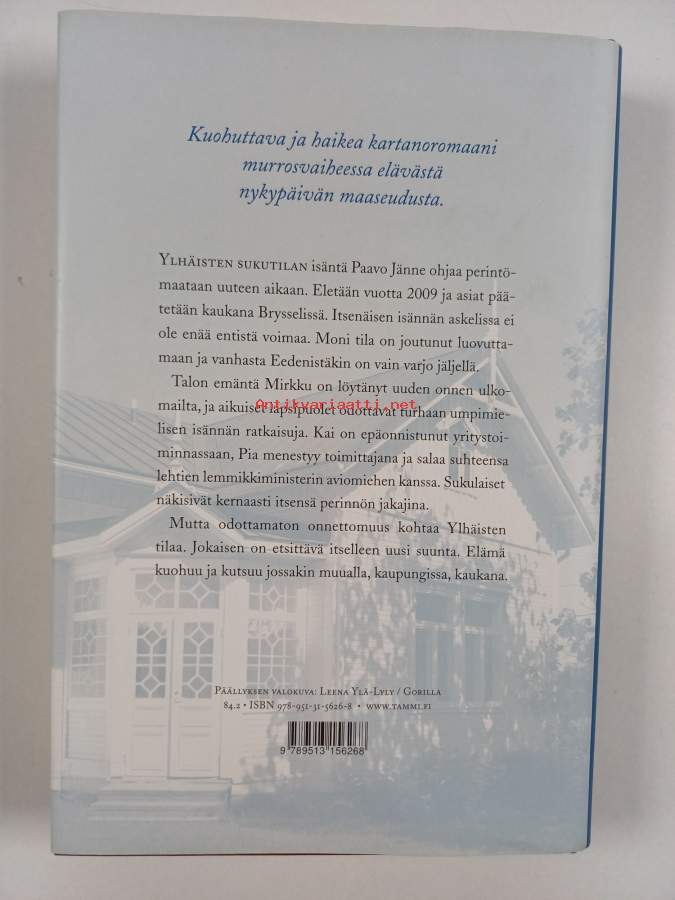 Kuohuttava ja haikea kartanoromaani
murrosvaiheessa elävästä
nykypäivän maaseudusta.
Ylhäisten sukutilan isäntä Paavo Jänne ohjaa perintö-
maataan uuteen aikaan. Eletään vuotta 2009 ja asiat pää-
tetään kaukana Brysselissä. Itsenäisen isännän askelissa ei
ole enää entistä voimaa. Moni tila on joutunut luovutta-
maan ja vanhasta Eedenistäkin on vain varjo jäljellä.
Talon emäntä Mirkku on löytänyt uuden onnen ulko-
mailta, ja aikuiset lapsipuolet odottavat turhaan umpimie-
Antikvariaatti.net
lisen isännän ratkaisuja. Kai on epäonnistunut yritystoi-
minnassaan, Pia menestyy toimittajana ja salaa suhteensa
lehtien lemmikkiministerin aviomiehen kanssa. Sukulaiset
näkisivät kernaasti itsensä perinnön jakajina.
Mutta odottamaton onnettomuus kohtaa Ylhäisten
tilaa. Jokaisen on etsittävä itselleen uusi suunta. Elämä
kuohuu ja kutsuu jossakin muualla, kaupungissa, kaukana.
Päällyksen valokuva: Leena Ylä-Lyly / Gorilla
84.2 • ISBN 978-951-31-5626-8 • www.tammi.fi
9 789513 156268